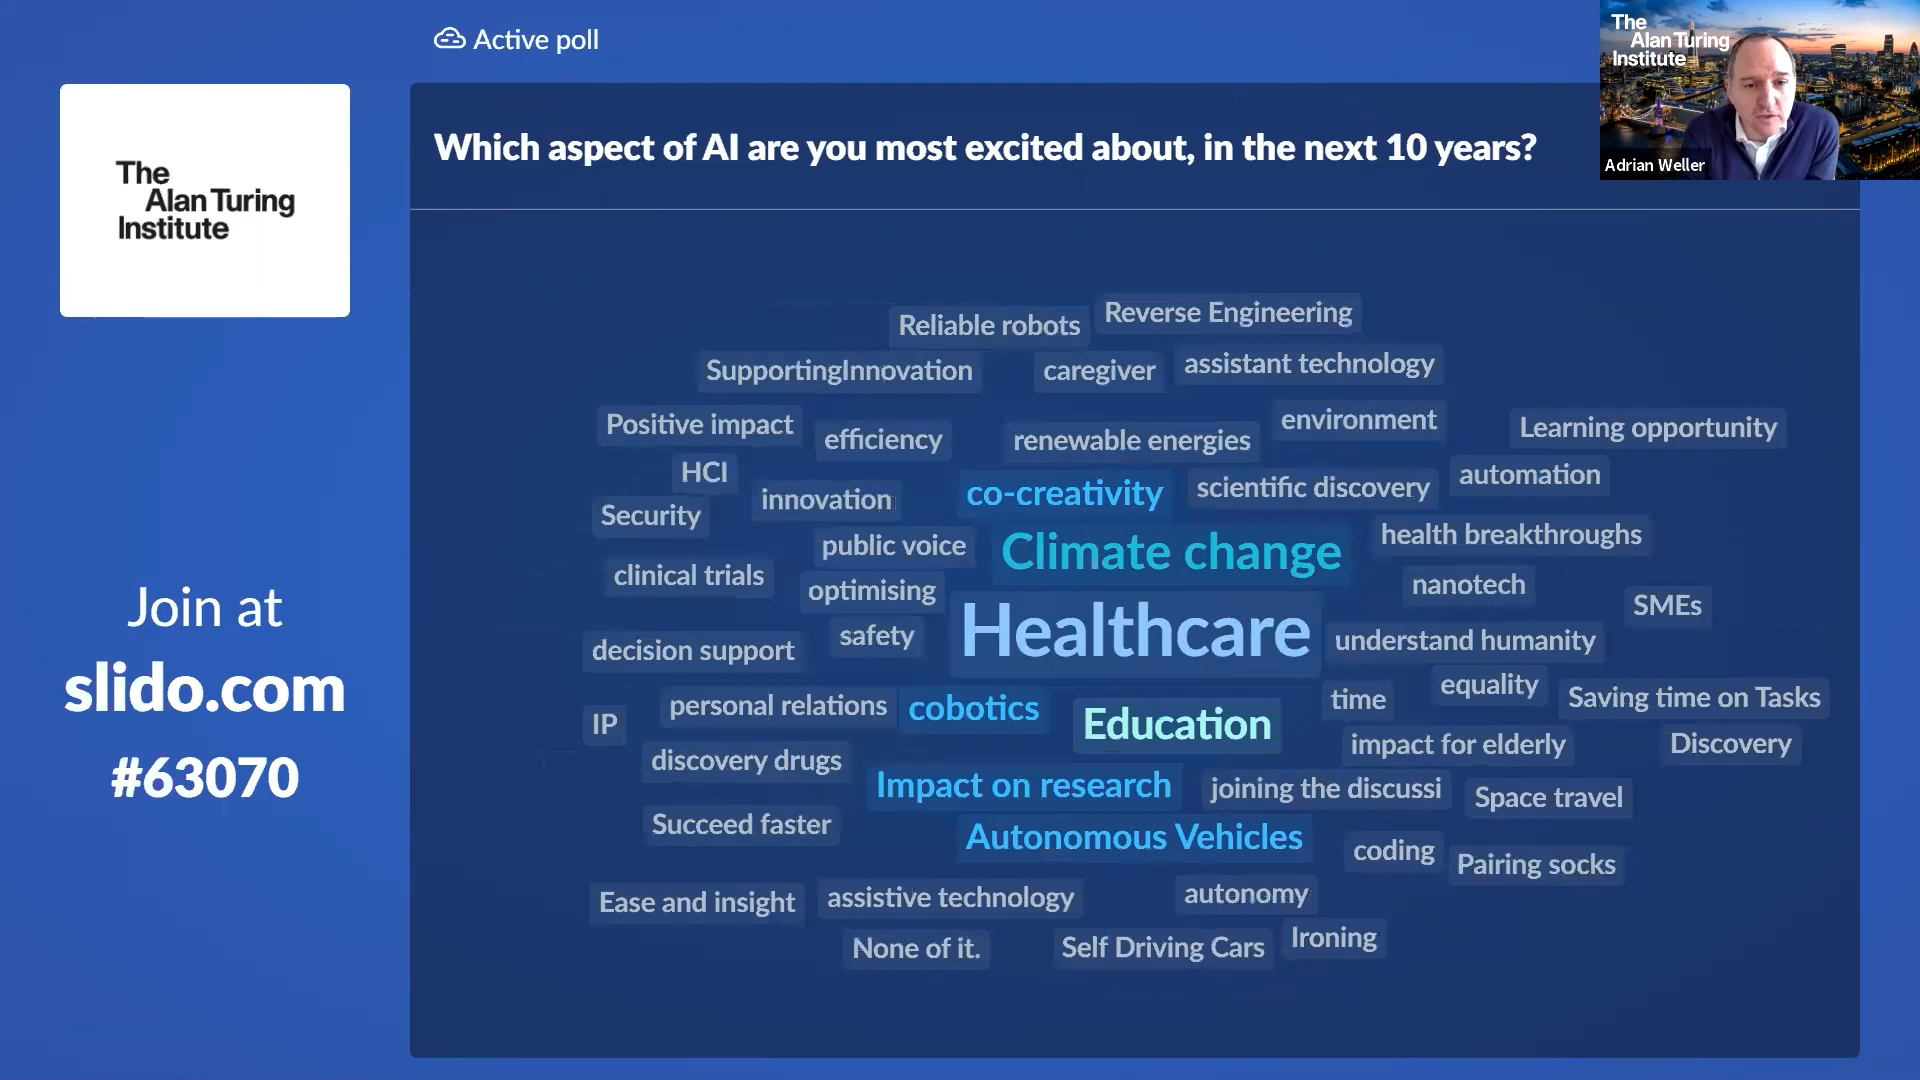 Active poll
The
Alan Turing
Institute
Adrian Weller
The
Alan Turing
Institute
Which aspect of AI are you most excited about, in the next 10 years?
Reliable robots
Reverse Engineering
SupportingInnovation
caregiver
assistant technology
Positive impact
efficiency
renewable energies
environment
Learning opportunity
HCI
innovation
co-creativity
scientific discovery
automation
Security
public voice
Climate change
health breakthroughs
clinical trials
optimising
nanotech
SMEs
decision support
safety
Healthcare
understand humanity
IP
personal relations
cobotics
Education
time
equality
Saving time on Tasks
discovery drugs
impact for elderly
Discovery
Impact on research
joining the discussi
Space travel
Succeed faster
Autonomous Vehicles
coding
Pairing socks
Ease and insight
assistive technology
autonomy
None of it.
Self Driving Cars
Ironing
Join at
slido.com
#63070